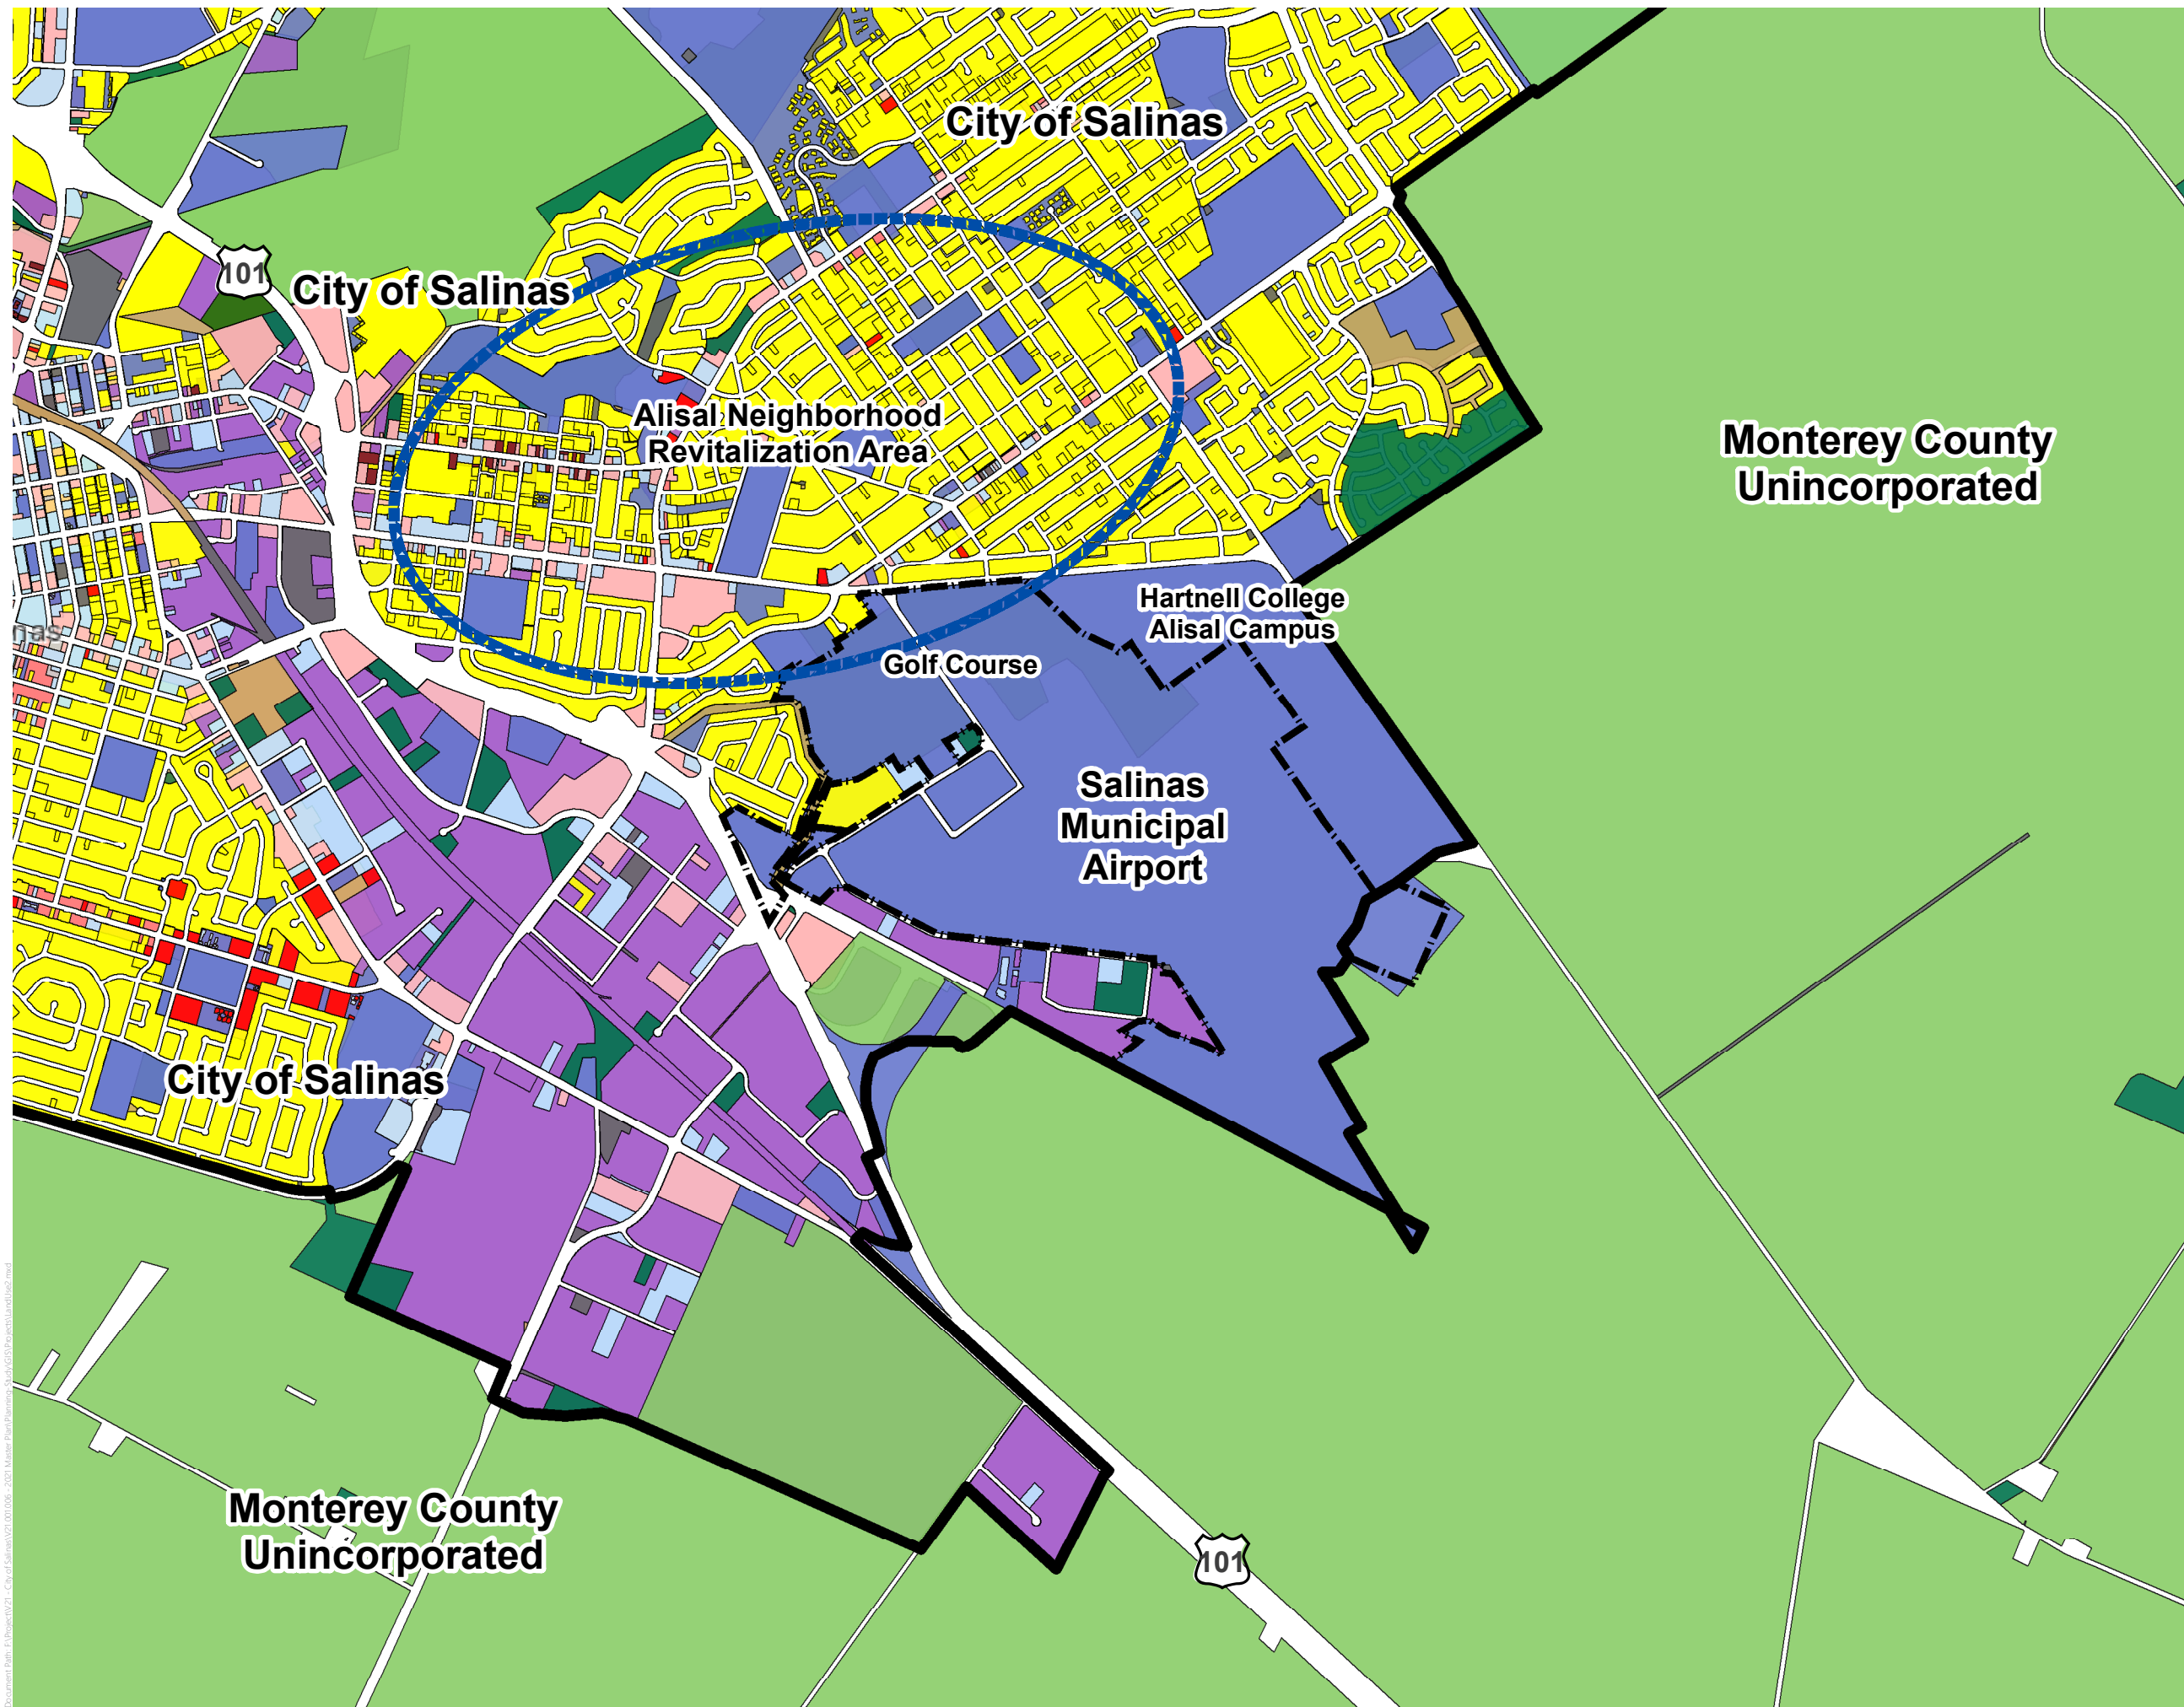 City of Salinas
101
City of Salinas
Alisal Neighborhood
Revitalization Area
Monterey County
Unincorporated
Hartnell College
Alisal Campus
nas
Golf Course
Salinas
Municipal
Airport
City of Salinas
Monterey County
Unincorporated
101